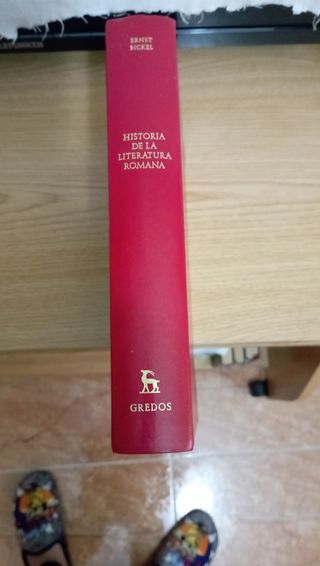 ERNST
BICKEL
HISTORIA
DE LA
LITERATURA
ROMANA
GREDOS